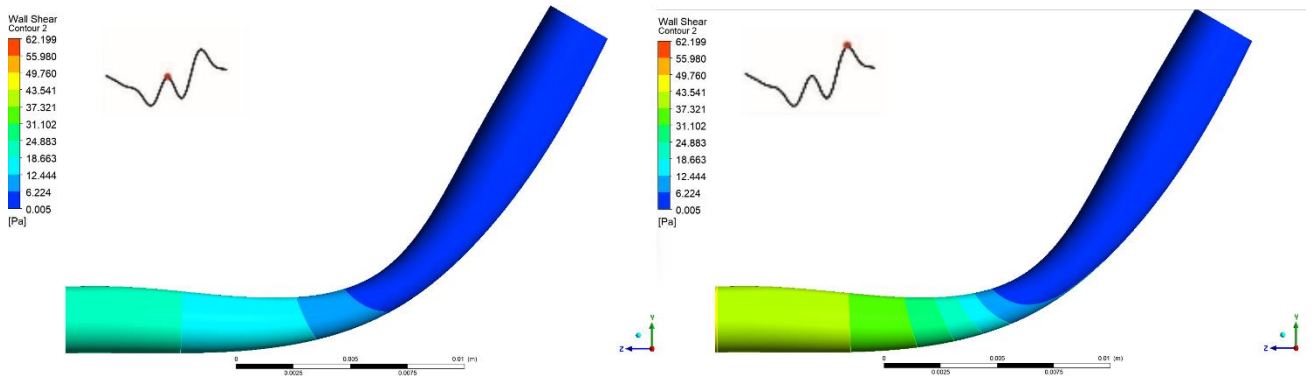 Wall Shear
Contour 2
62.199
55.980
49.760
43.541
37.321
31.102
24.883
18.663
12.444
6.224
0.005
[Pa]
Y
Z
0
0.005
0.01 (m)
0.0025
0.0075
Wall Shear
Contour 2
62.199
55.980
49.760
43.541
37.321
31.102
24.883
18.663
12.444
6.224
0.005
[Pa]
Y
Z
0
0.005
0.01 (m)
0.0025
0.0075